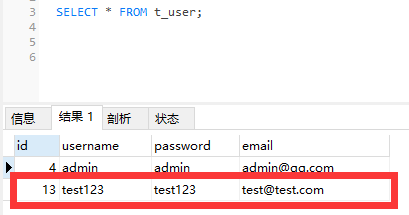 3 SELECT * FROM t_user;
4
5
6
信息 结果 1 剖析 状态
id username password email
4 admin admin admin@qq.com
13 test123 test123 test@test.com